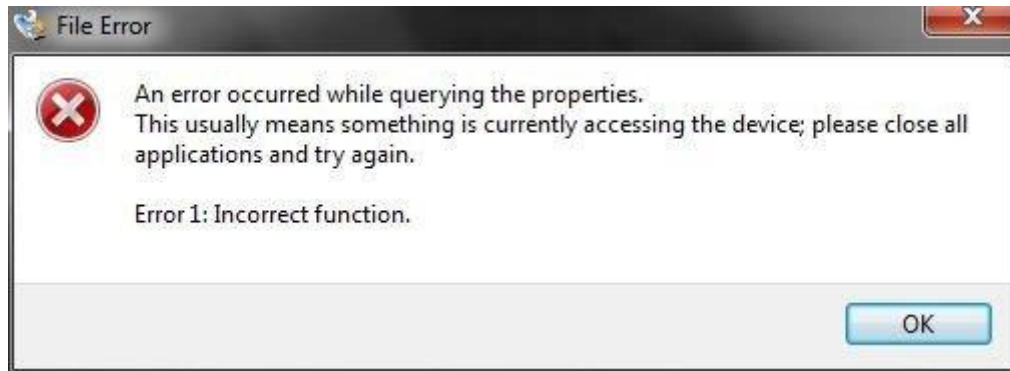 File Error
An error occurred while querying the properties.
This usually means something is currently accessing the device; please close all
applications and try again.
Error 1: Incorrect function.
OK